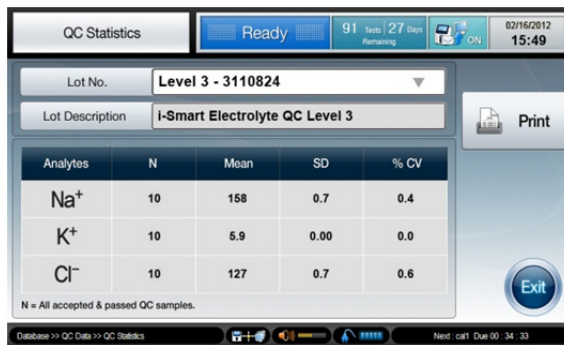 QC Statistics
Ready
91 Tests 27 Days
Remaining
ON
02/16/2012
15:49
Lot No.
Level 3 - 3110824
Lot Description
i-Smart Electrolyte QC Level 3
Print
Analytes N Mean SD % CV
Na⁺ 10 158 0.7 0.4
K⁺ 10 5.9 0.00 0.0
Cl⁻ 10 127 0.7 0.6
N = All accepted & passed QC samples.
Exit
Database >> QC Data >> QC Statistics
Next : cal1 Due 00 : 34 : 33